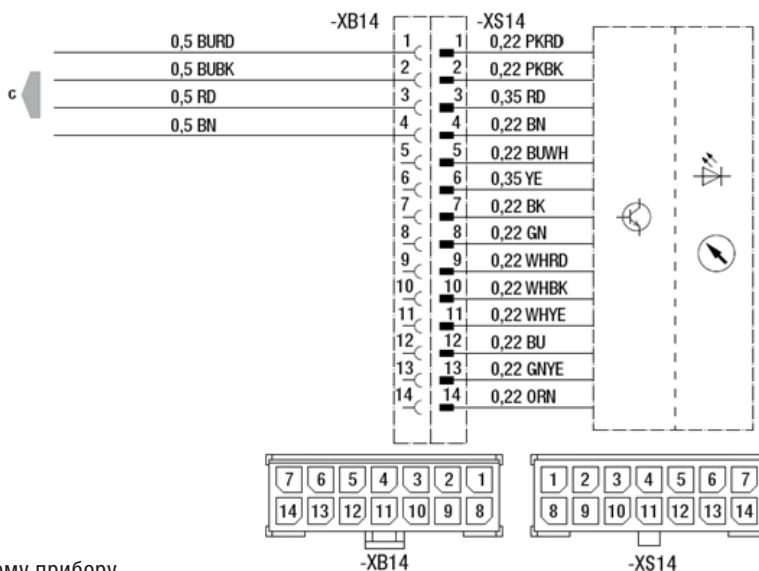 -XB14 -XS14
0,5 BURD 1 1 0,22 PKRD
0,5 BUBK 2 2 0,22 PKBK
c 0,5 RD 3 3 0,35 RD
0,5 BN 4 4 0,22 BN
5 5 0,22 BUWH
6 6 0,35 YE
7 7 0,22 BK
8 8 0,22 GN
9 9 0,22 WHRD
10 10 0,22 WHBK
11 11 0,22 WHYE
12 12 0,22 BU
13 13 0,22 GNYE
14 14 0,22 ORN
7 6 5 4 3 2 1 1 2 3 4 5 6 7
14 13 12 11 10 9 8 8 9 10 11 12 13 14
-XB14 -XS14
ому прибору